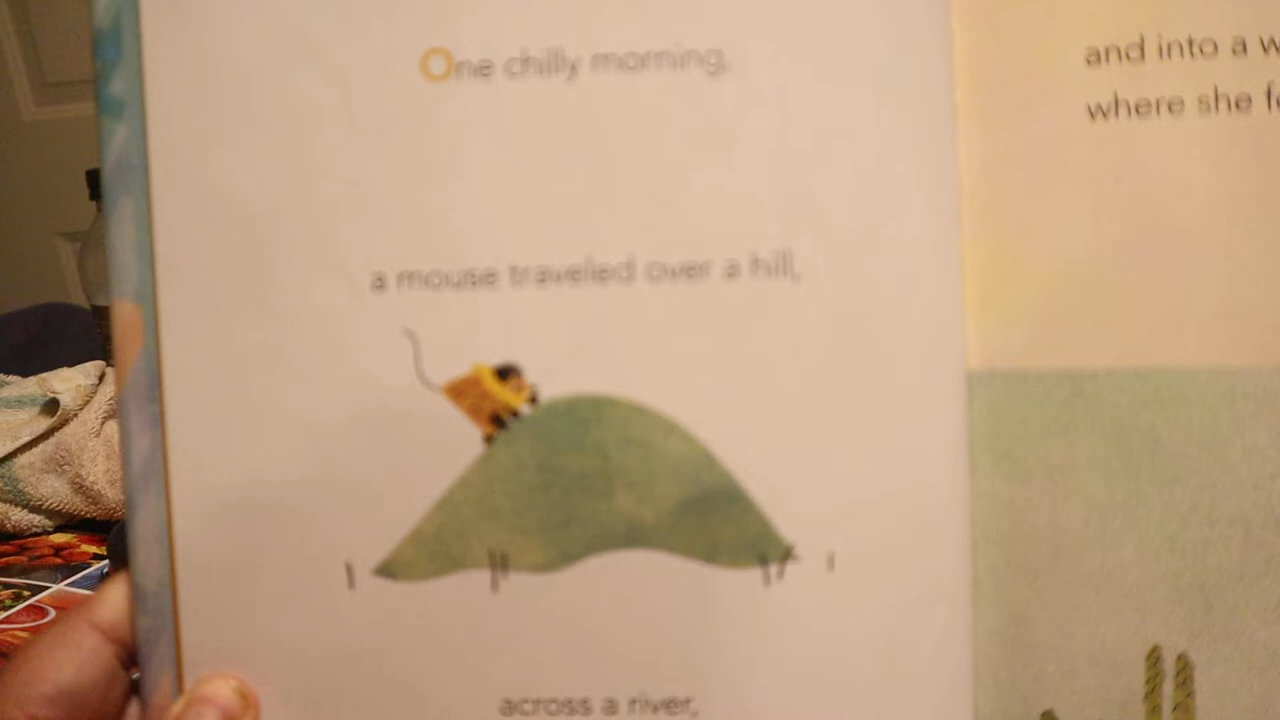 One chilly morning,
a mouse traveled over a hill,
across a river,
and into a
where she